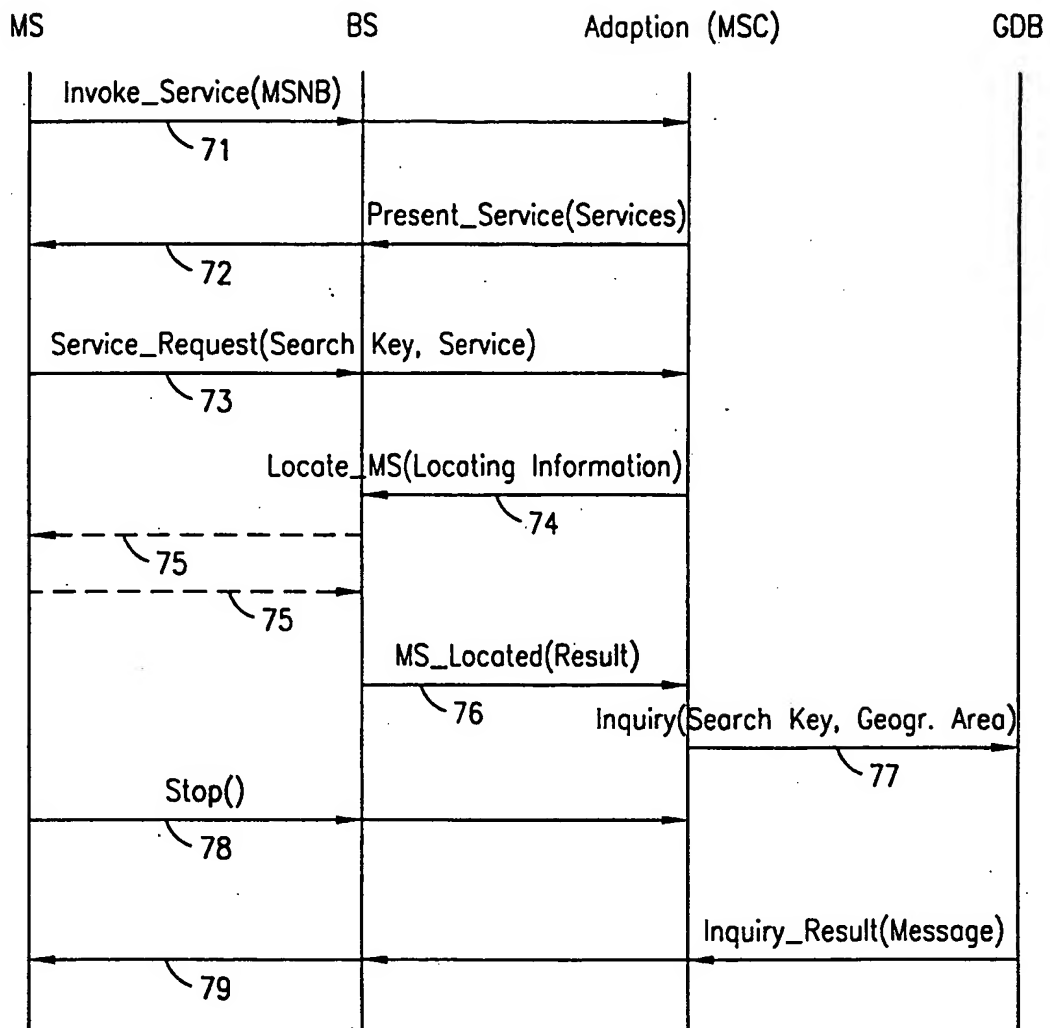 MS BS Adaption (MSC) GDB
Invoke_Service(MSNB)
71
Present_Service(Services)
72
Service_Request(Search Key, Service)
73
Locate_MS(Locating Information)
74
75
75
MS_Located(Result)
76
Inquiry(Search Key, Geogr. Area)
77
Stop()
78
Inquiry_Result(Message)
79